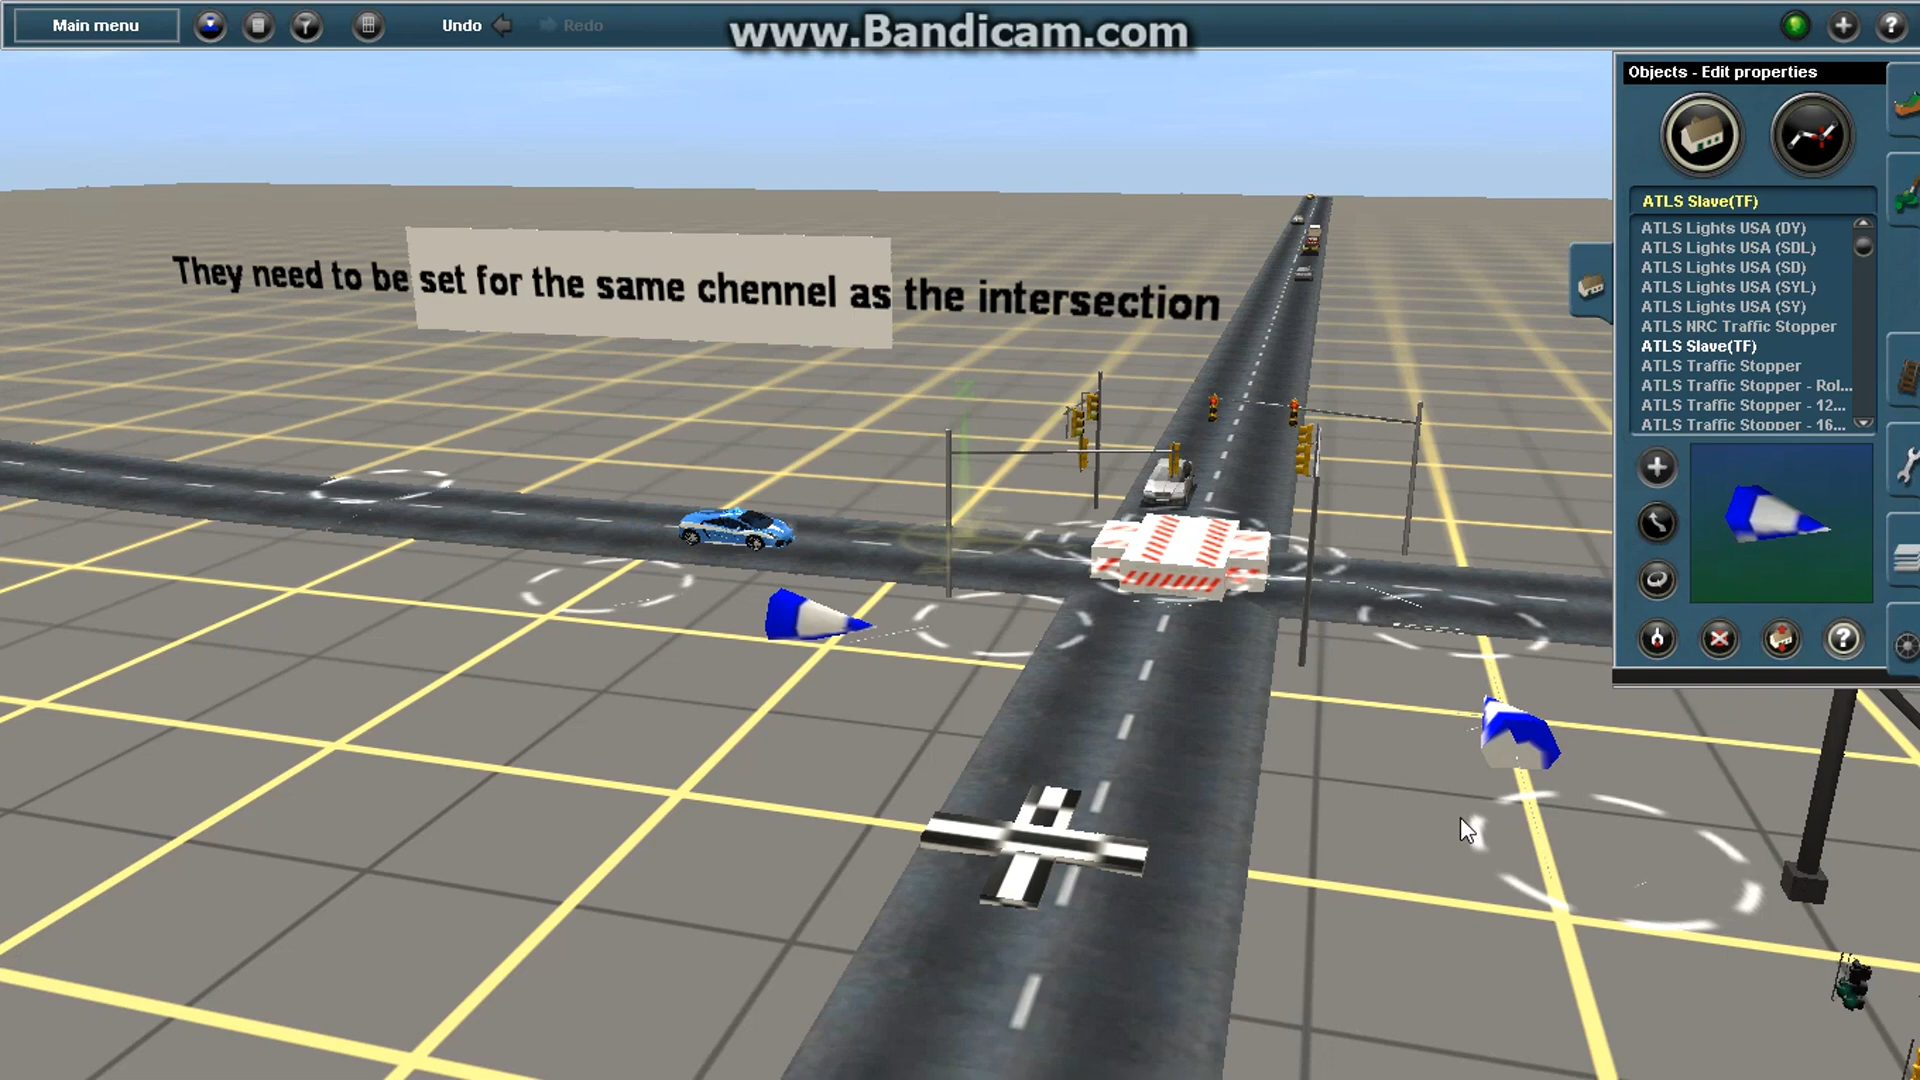 Main menu
Undo
Redo
www.Bandicam.com
?
Objects - Edit properties
ATLS Slave(TF)
ATLS Lights USA (DY)
ATLS Lights USA (SDL)
ATLS Lights USA (SD)
ATLS Lights USA (SYL)
ATLS Lights USA (SY)
ATLS NRC Traffic Stopper
ATLS Slave(TF)
ATLS Traffic Stopper
ATLS Traffic Stopper - Rol...
ATLS Traffic Stopper - 12...
ATLS Traffic Stopper - 16...
?
They need to be set for the same chennel as the intersection